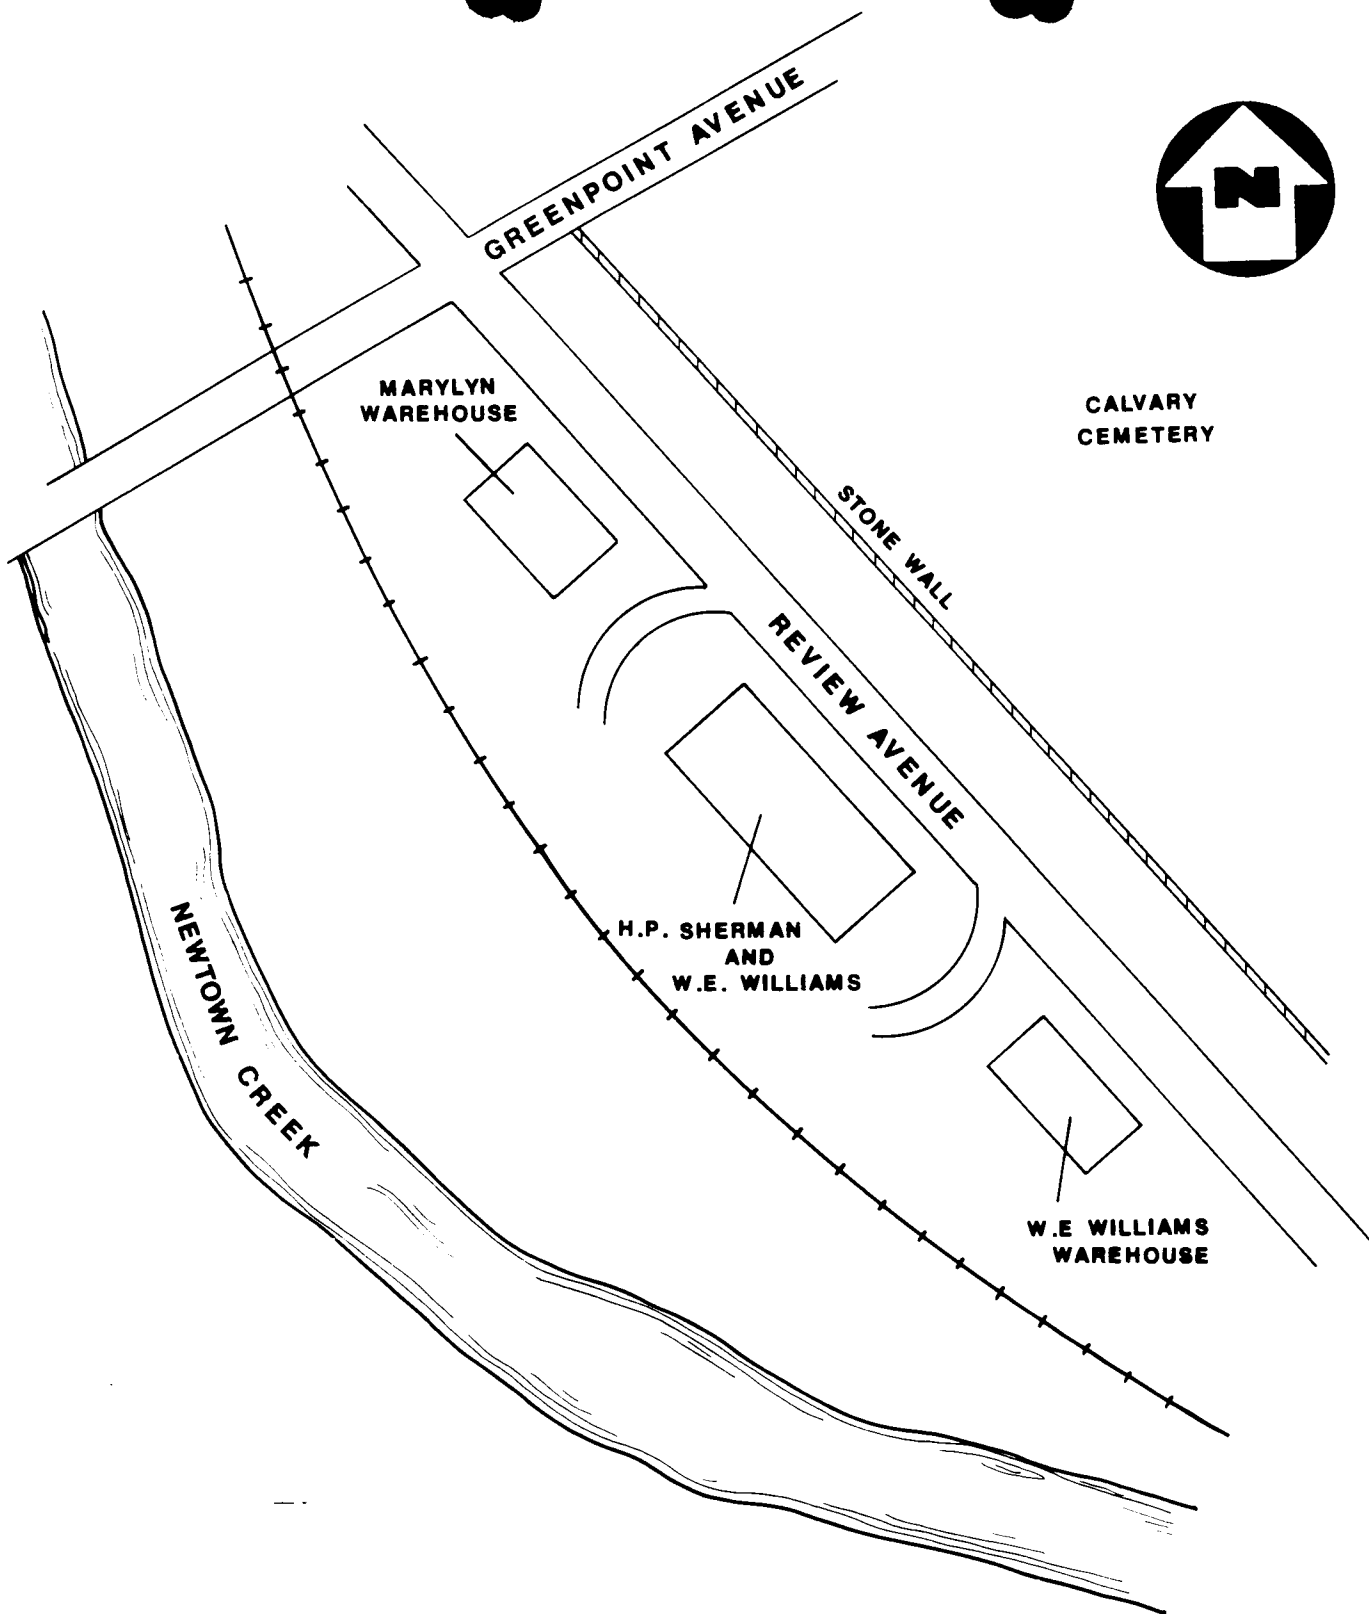 GREENPOINT AVENUE
N
MARYLYN
WAREHOUSE
CALVARY
CEMETERY
STONE WALL
REVIEW AVENUE
H.P. SHERMAN
AND
W.E. WILLIAMS
NEWTOWN CREEK
W.E WILLIAMS
WAREHOUSE